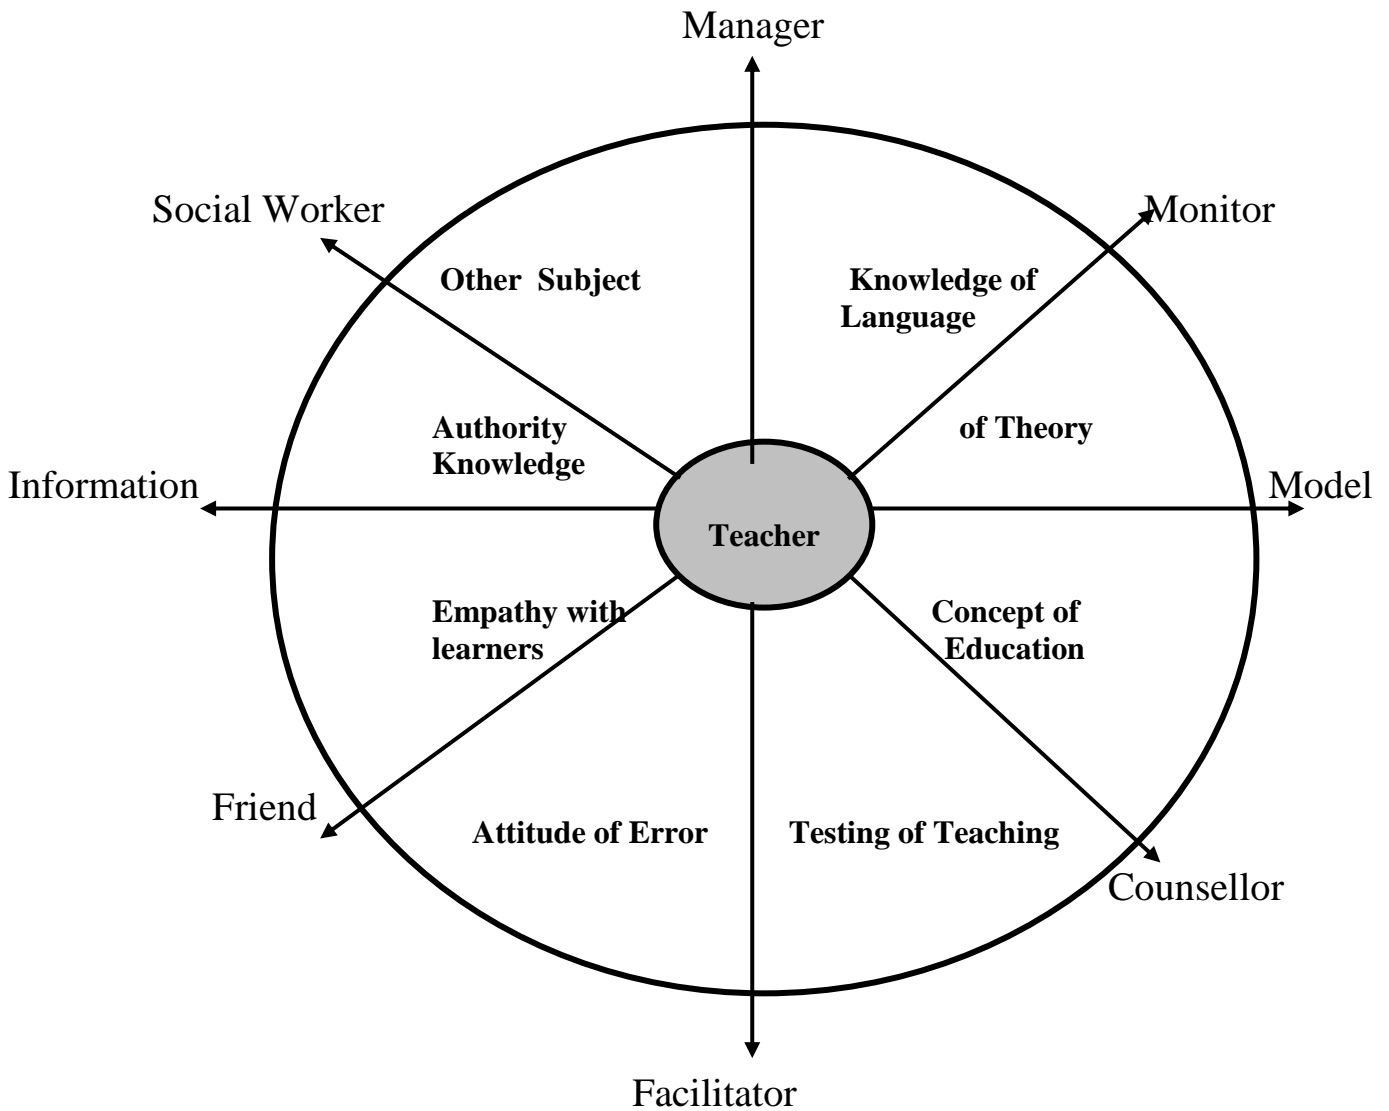 Manager
Social Worker
Monitor
Other Subject
Knowledge of
Language
Authority
Knowledge
of Theory
Information
Model
Teacher
Empathy with
learners
Concept of
Education
Friend
Attitude of Error
Testing of Teaching
Counsellor
Facilitator